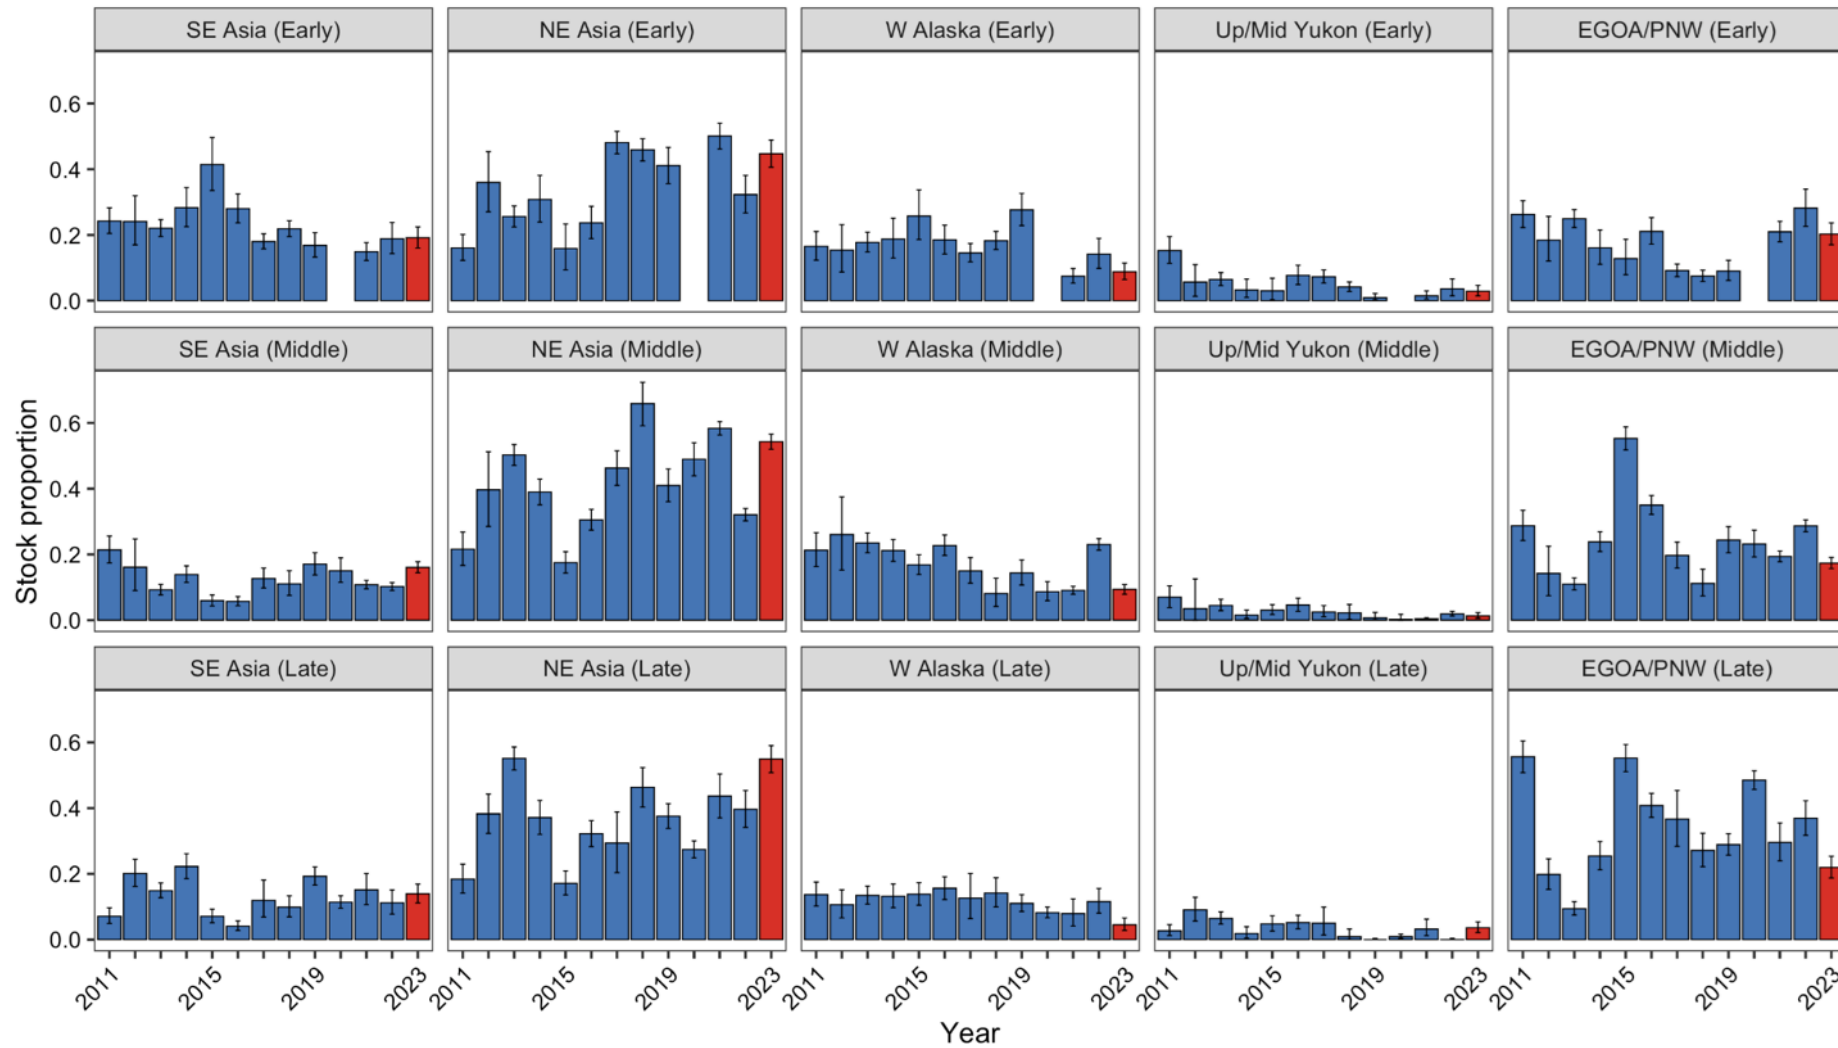 SE Asia (Early) NE Asia (Early) W Alaska (Early) Up/Mid Yukon (Early) EGOA/PNW (Early)
0.6
0.4
0.2
0.0
SE Asia (Middle) NE Asia (Middle) W Alaska (Middle) Up/Mid Yukon (Middle) EGOA/PNW (Middle)
Stock proportion
0.6
0.4
0.2
0.0
SE Asia (Late) NE Asia (Late) W Alaska (Late) Up/Mid Yukon (Late) EGOA/PNW (Late)
0.6
0.4
0.2
0.0
2011 2015 2019 2023 2011 2015 2019 2023 2011 2015 2019 2023 2011 2015 2019 2023 2011 2015 2019 2023
Year